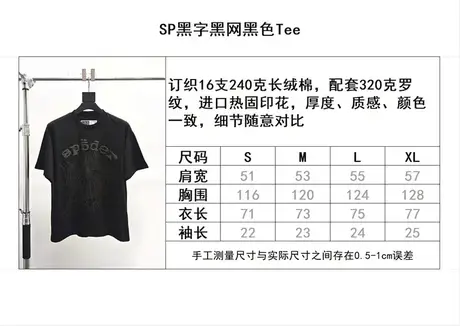 SP黑字黑网黑色Tee
订织16支240克长绒棉，配套320克罗
纹，进口热固印花，厚度、质感、颜色
一致，细节随意对比
spider
尺码 S M L XL
肩宽 51 53 55 57
胸围 116 120 124 128
衣长 71 73 75 77
袖长 22 23 24 25
手工测量尺寸与实际尺寸之间存在0.5-1cm误差